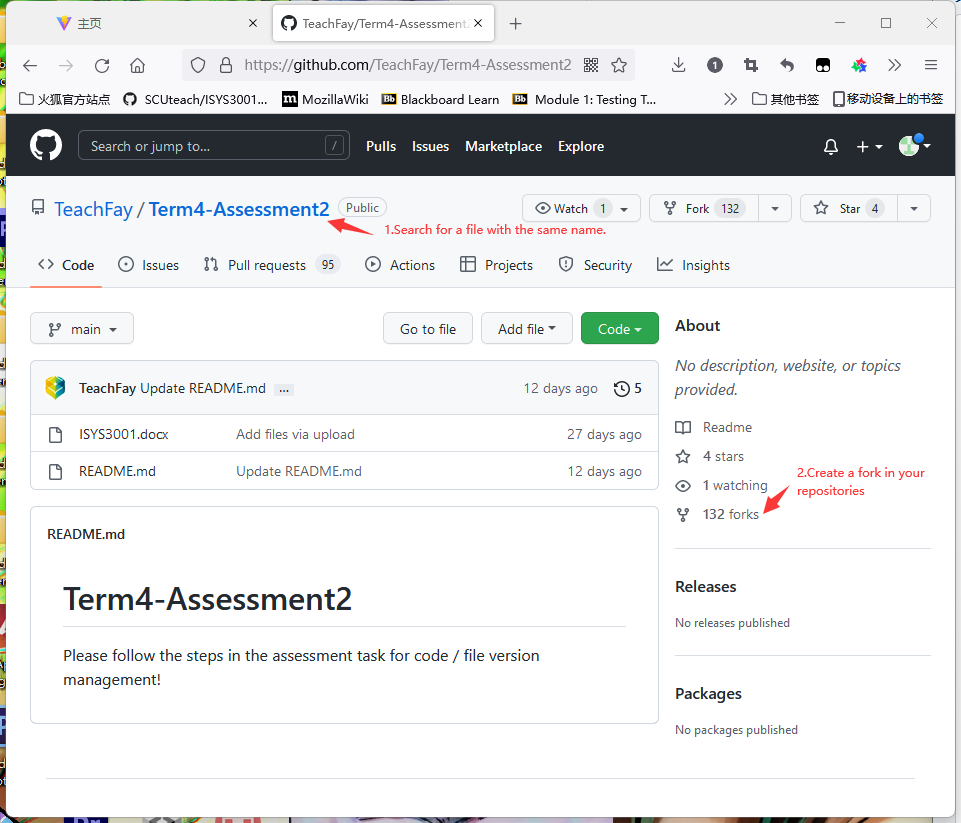 主页
TeachFay/Term4-Assessment
https://github.com/TeachFay/Term4-Assessment2
1
火狐官方站点
SCUteach/ISYS3001...
m MozillaWiki
Bb Blackboard Learn
Bb Module 1: Testing T...
其他书签
移动设备上的书签
Search or jump to...
/
Pulls
Issues
Marketplace
Explore
TeachFay / Term4-Assessment2
Public
Watch 1
Fork 132
Star 4
1.Search for a file with the same name.
Code
Issues
Pull requests 95
Actions
Projects
Security
Insights
main
Go to file
Add file
Code
About
TeachFay Update README.md ...
12 days ago
5
No description, website, or topics
provided.
ISYS3001.docx
Add files via upload
27 days ago
README.md
Update README.md
12 days ago
Readme
4 stars
1 watching
132 forks
2.Create a fork in your
repositories
README.md
Term4-Assessment2
Please follow the steps in the assessment task for code / file version
management!
Releases
No releases published
Packages
No packages published